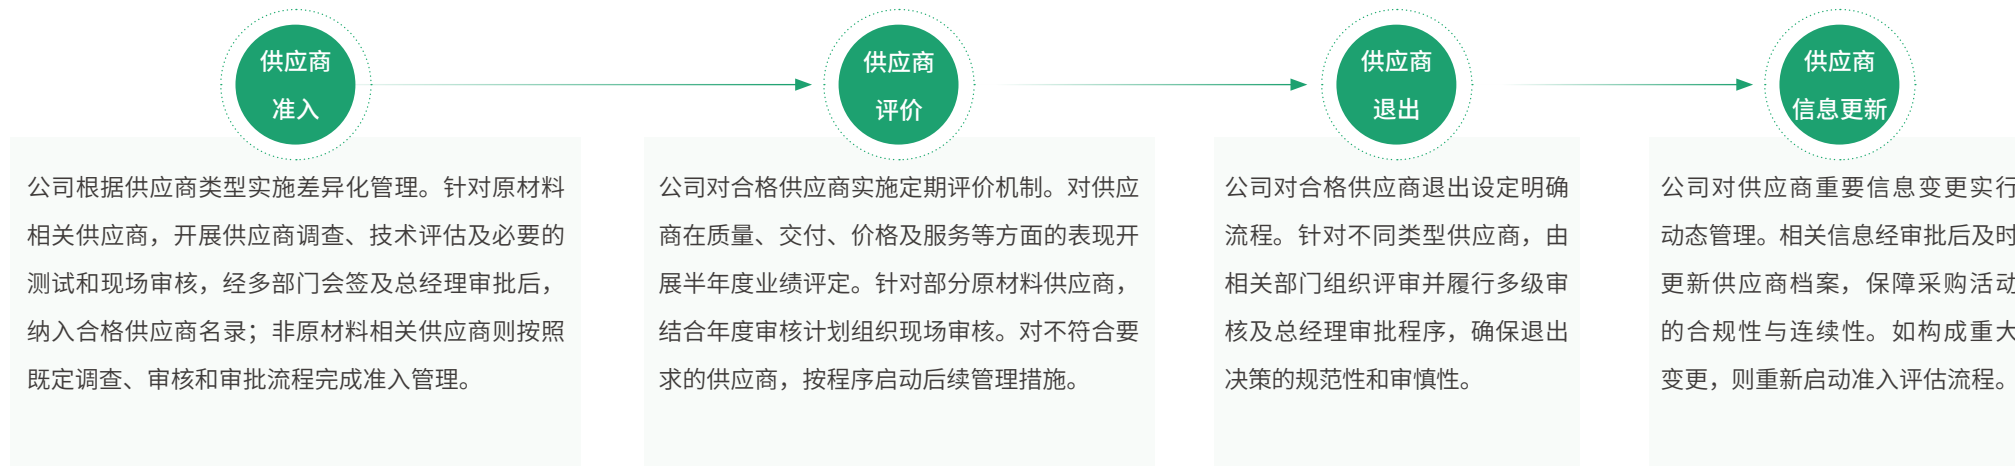 供应商
准入
公司根据供应商类型实施差异化管理。针对原材料
相关供应商，开展供应商调查、技术评估及必要的
测试和现场审核，经多部门会签及总经理审批后，
纳入合格供应商名录；非原材料相关供应商则按照
既定调查、审核和审批流程完成准入管理。
供应商
评价
公司对合格供应商实施定期评价机制。对供应
商在质量、交付、价格及服务等方面的表现开
展半年度业绩评定。针对部分原材料供应商，
结合年度审核计划组织现场审核。对不符合要
求的供应商，按程序启动后续管理措施。
供应商
退出
公司对合格供应商退出设定明确
流程。针对不同类型供应商，由
相关部门组织评审并履行多级审
核及总经理审批程序，确保退出
决策的规范性和审慎性。
供应商
信息更新
公司对供应商重要信息变更实行
动态管理。相关信息经审批后及时
更新供应商档案，保障采购活动
的合规性与连续性。如构成重大
变更，则重新启动准入评估流程。